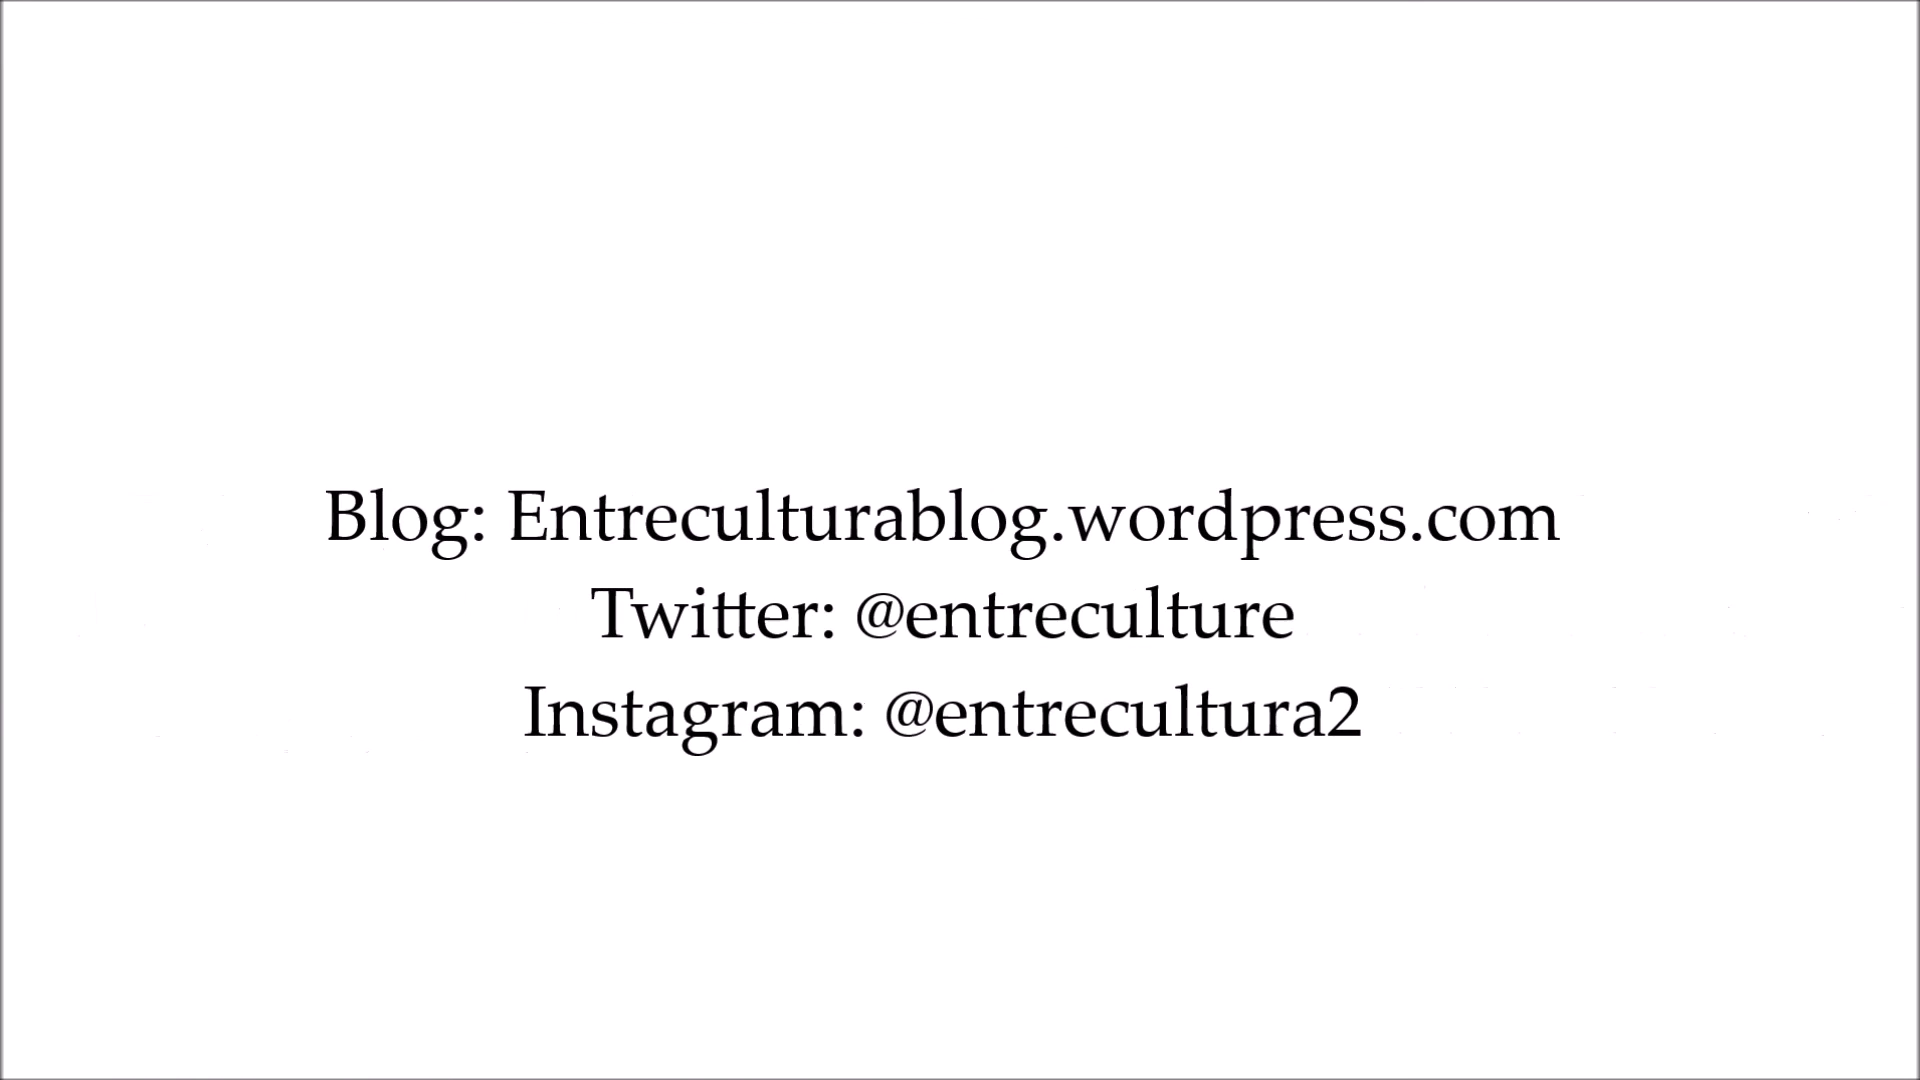 Blog: Entreculturablog.wordpress.com
Twitter: @entreculture
Instagram: @entrecultura2